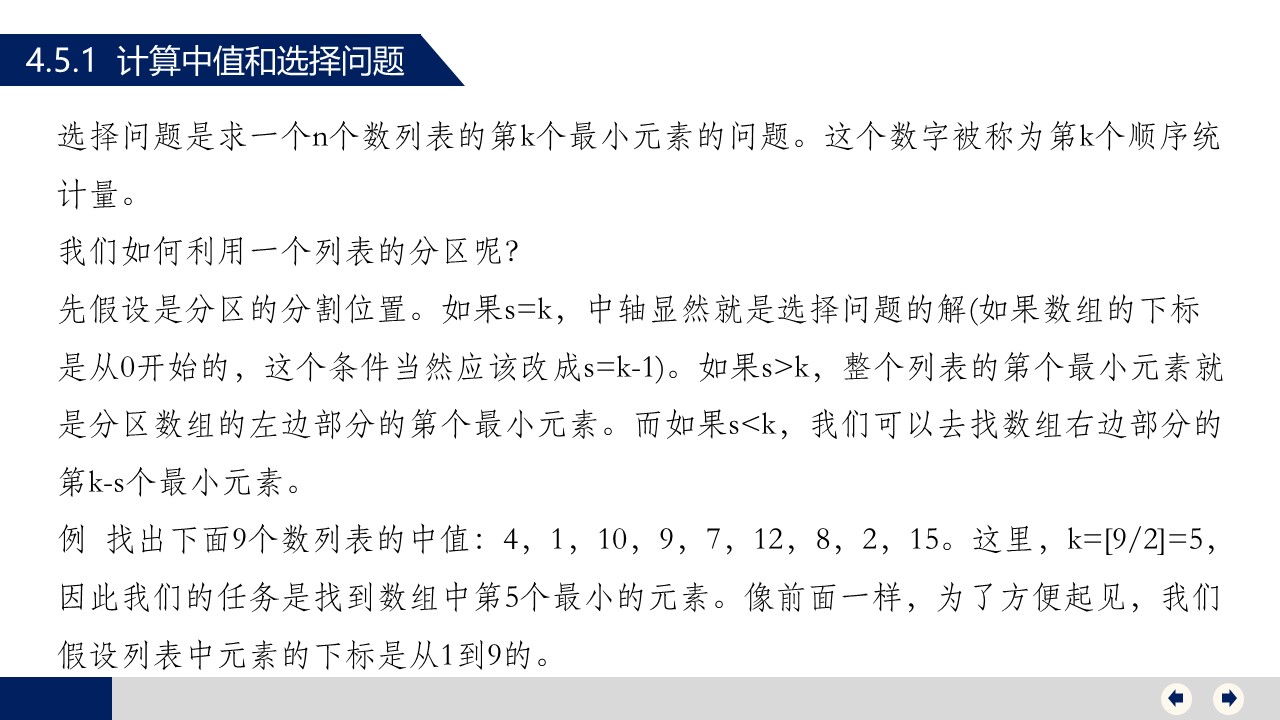 4.5.1 计算中值和选择问题
选择问题是求一个n个数列表的第k个最小元素的问题。这个数字被称为第k个顺序统
计量。
我们如何利用一个列表的分区呢?
先假设是分区的分割位置。如果s=k，中轴显然就是选择问题的解(如果数组的下标
是从0开始的，这个条件当然应该改成s=k-1)。如果s>k，整个列表的第个最小元素就
是分区数组的左边部分的第个最小元素。而如果s<k，我们可以去找数组右边部分的
第k-s个最小元素。
例 找出下面9个数列表的中值：4，1，10，9，7，12，8，2，15。这里，k=[9/2]=5，
因此我们的任务是找到数组中第5个最小的元素。像前面一样，为了方便起见，我们
假设列表中元素的下标是从1到9的。